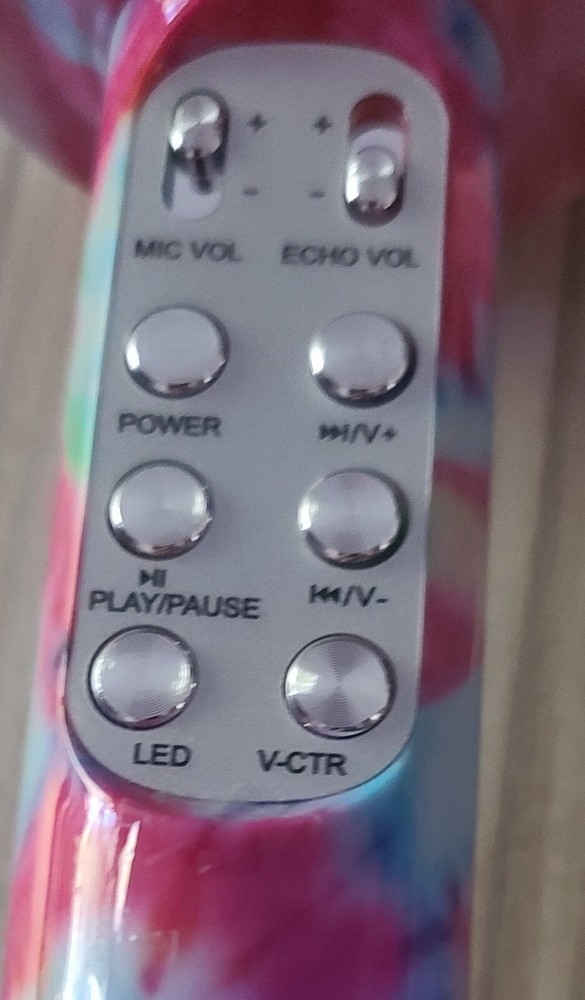 + +
- -
MIC VOL ECHO VOL
POWER ⏭/V+
⏯
PLAY/PAUSE ⏮/V-
LED V-CTR